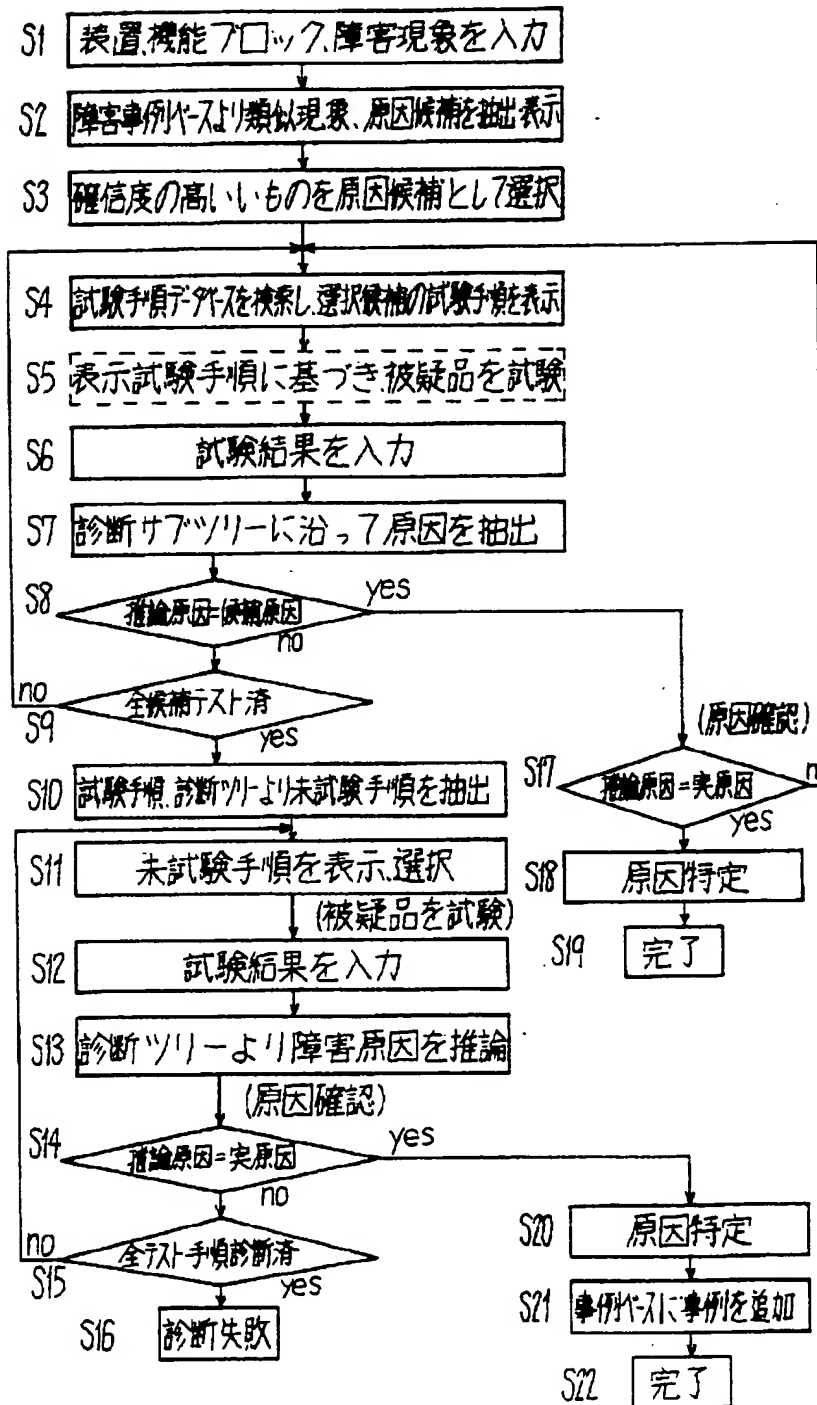 S1 装置、機能ブロック、障害現象を入力
S2 障害事例ベースより類似現象、原因候補を抽出・表示
S3 確信度の高いいものを原因候補として選択
S4 試験手順データベースを検索し、選択候補の試験手順を表示
S5 表示試験手順に基づき、被疑品を試験
S6 試験結果を入力
S7 診断サブツリーに沿って原因を抽出
S8 推論原因=候補原因
yes
no
S9 全候補テスト済
no
yes
S10 試験手順、診断ツリーより未試験手順を抽出
S11 未試験手順を表示、選択
(被疑品を試験)
S12 試験結果を入力
S13 診断ツリーより障害原因を推論
(原因確認)
S14 推論原因=実原因
yes
no
S15 全テスト手順診断済
no
yes
S16 診断失敗
(原因確認)
S17 推論原因=実原因
yes
S18 原因特定
S19 完了
S20 原因特定
S21 事例ベースに事例を追加
S22 完了